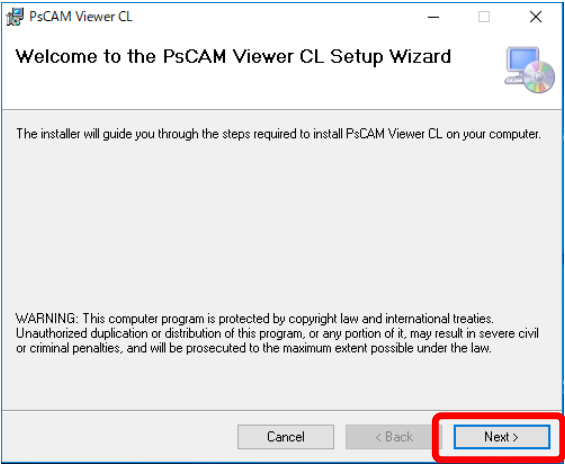 PsCAM Viewer CL
Welcome to the PsCAM Viewer CL Setup Wizard
The installer will guide you through the steps required to install PsCAM Viewer CL on your computer.
WARNING: This computer program is protected by copyright law and international treaties.
Unauthorized duplication or distribution of this program, or any portion of it, may result in severe civil
or criminal penalties, and will be prosecuted to the maximum extent possible under the law.
Cancel
< Back
Next >